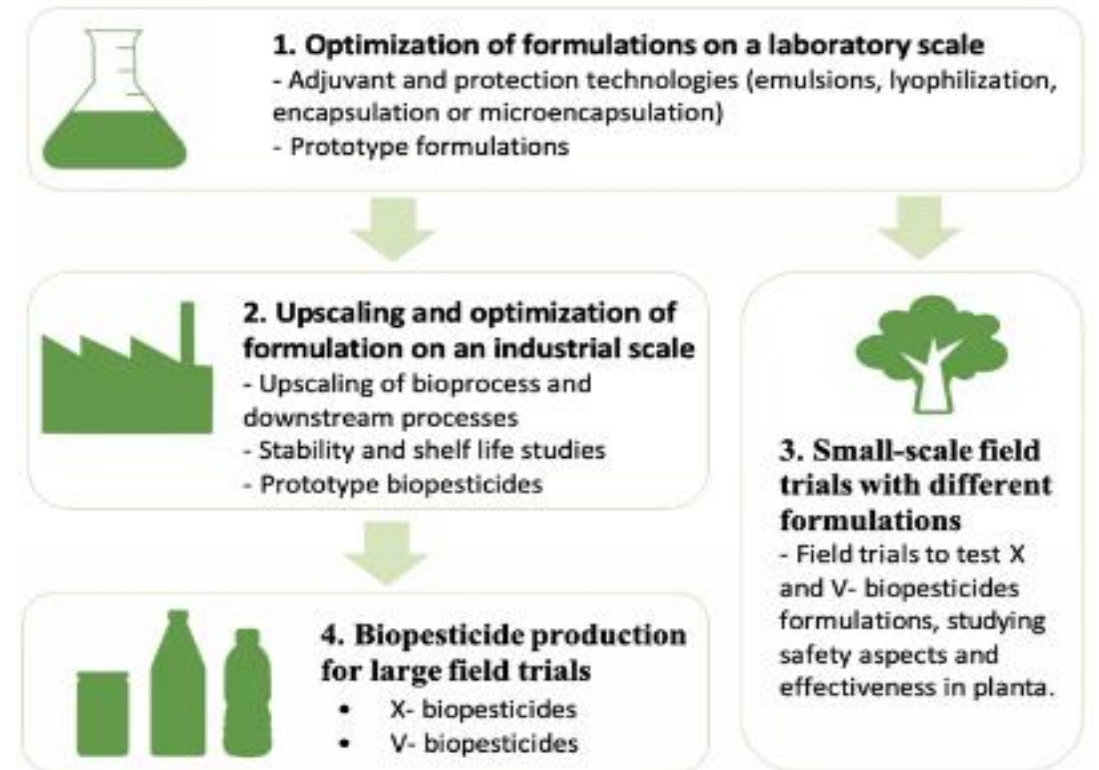 1. Optimization of formulations on a laboratory scale
- Adjuvant and protection technologies (emulsions, lyophilization,
encapsulation or microencapsulation)
- Prototype formulations
2. Upscaling and optimization of
formulation on an industrial scale
- Upscaling of bioprocess and
downstream processes
- Stability and shelf life studies
- Prototype biopesticides
3. Small-scale field
trials with different
formulations
- Field trials to test X
and V- biopesticides
formulations, studying
safety aspects and
effectiveness in planta.
4. Biopesticide production
for large field trials
• X- biopesticides
• V- biopesticides